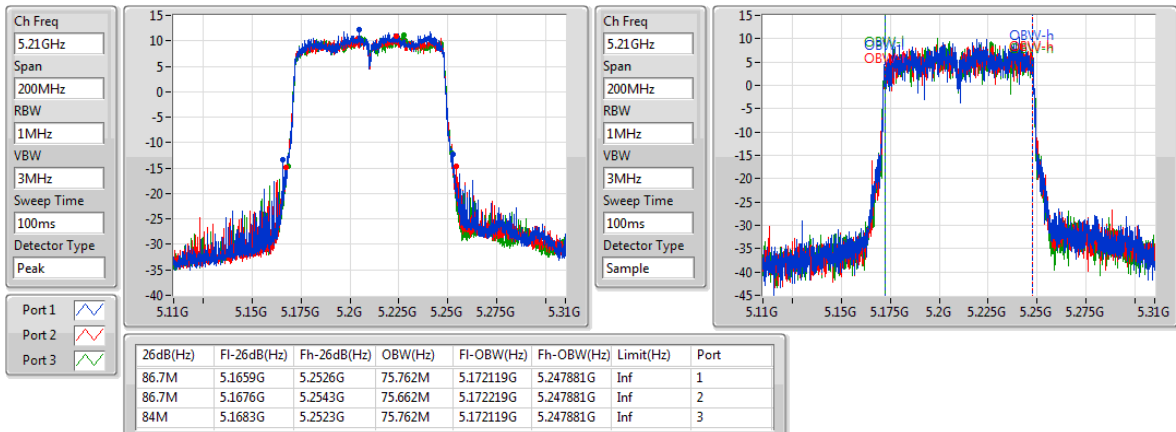 Ch Freq
5.21GHz
Span
200MHz
RBW
1MHz
VBW
3MHz
Sweep Time
100ms
Detector Type
Peak
Port 1
Port 2
Port 3
15
10
5
0
-5
-10
-15
-20
-25
-30
-35
-40
5.11G 5.15G 5.175G 5.2G 5.225G 5.25G 5.275G 5.31G
Ch Freq
5.21GHz
Span
200MHz
RBW
1MHz
VBW
3MHz
Sweep Time
100ms
Detector Type
Sample
15
10
5
0
-5
-10
-15
-20
-25
-30
-35
-40
-45
OBW-h
OBW-h
5.11G 5.15G 5.175G 5.2G 5.225G 5.25G 5.275G 5.31G
26dB(Hz) Fl-26dB(Hz) Fh-26dB(Hz) OBW(Hz) Fl-OBW(Hz) Fh-OBW(Hz) Limit(Hz) Port
86.7M 5.1659G 5.2526G 75.762M 5.172119G 5.247881G Inf 1
86.7M 5.1676G 5.2543G 75.662M 5.172219G 5.247881G Inf 2
84M 5.1683G 5.2523G 75.762M 5.172119G 5.247881G Inf 3